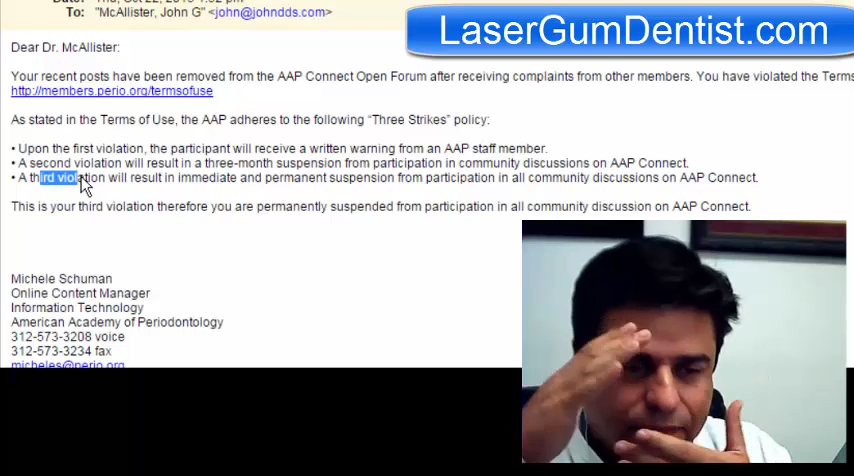 To: "McAllister, John G" <john@johndds.com>
LaserGumDentist.com
Dear Dr. McAllister:
Your recent posts have been removed from the AAP Connect Open Forum after receiving complaints from other members. You have violated the Terms
http://members.perio.org/termsofuse
As stated in the Terms of Use, the AAP adheres to the following "Three Strikes" policy:
• Upon the first violation, the participant will receive a written warning from an AAP staff member.
• A second violation will result in a three-month suspension from participation in community discussions on AAP Connect.
• A third violation will result in immediate and permanent suspension from participation in all community discussions on AAP Connect.
This is your third violation therefore you are permanently suspended from participation in all community discussion on AAP Connect.
Michele Schuman
Online Content Manager
Information Technology
American Academy of Periodontology
312-573-3208 voice
312-573-3234 fax
micheles@perio.org